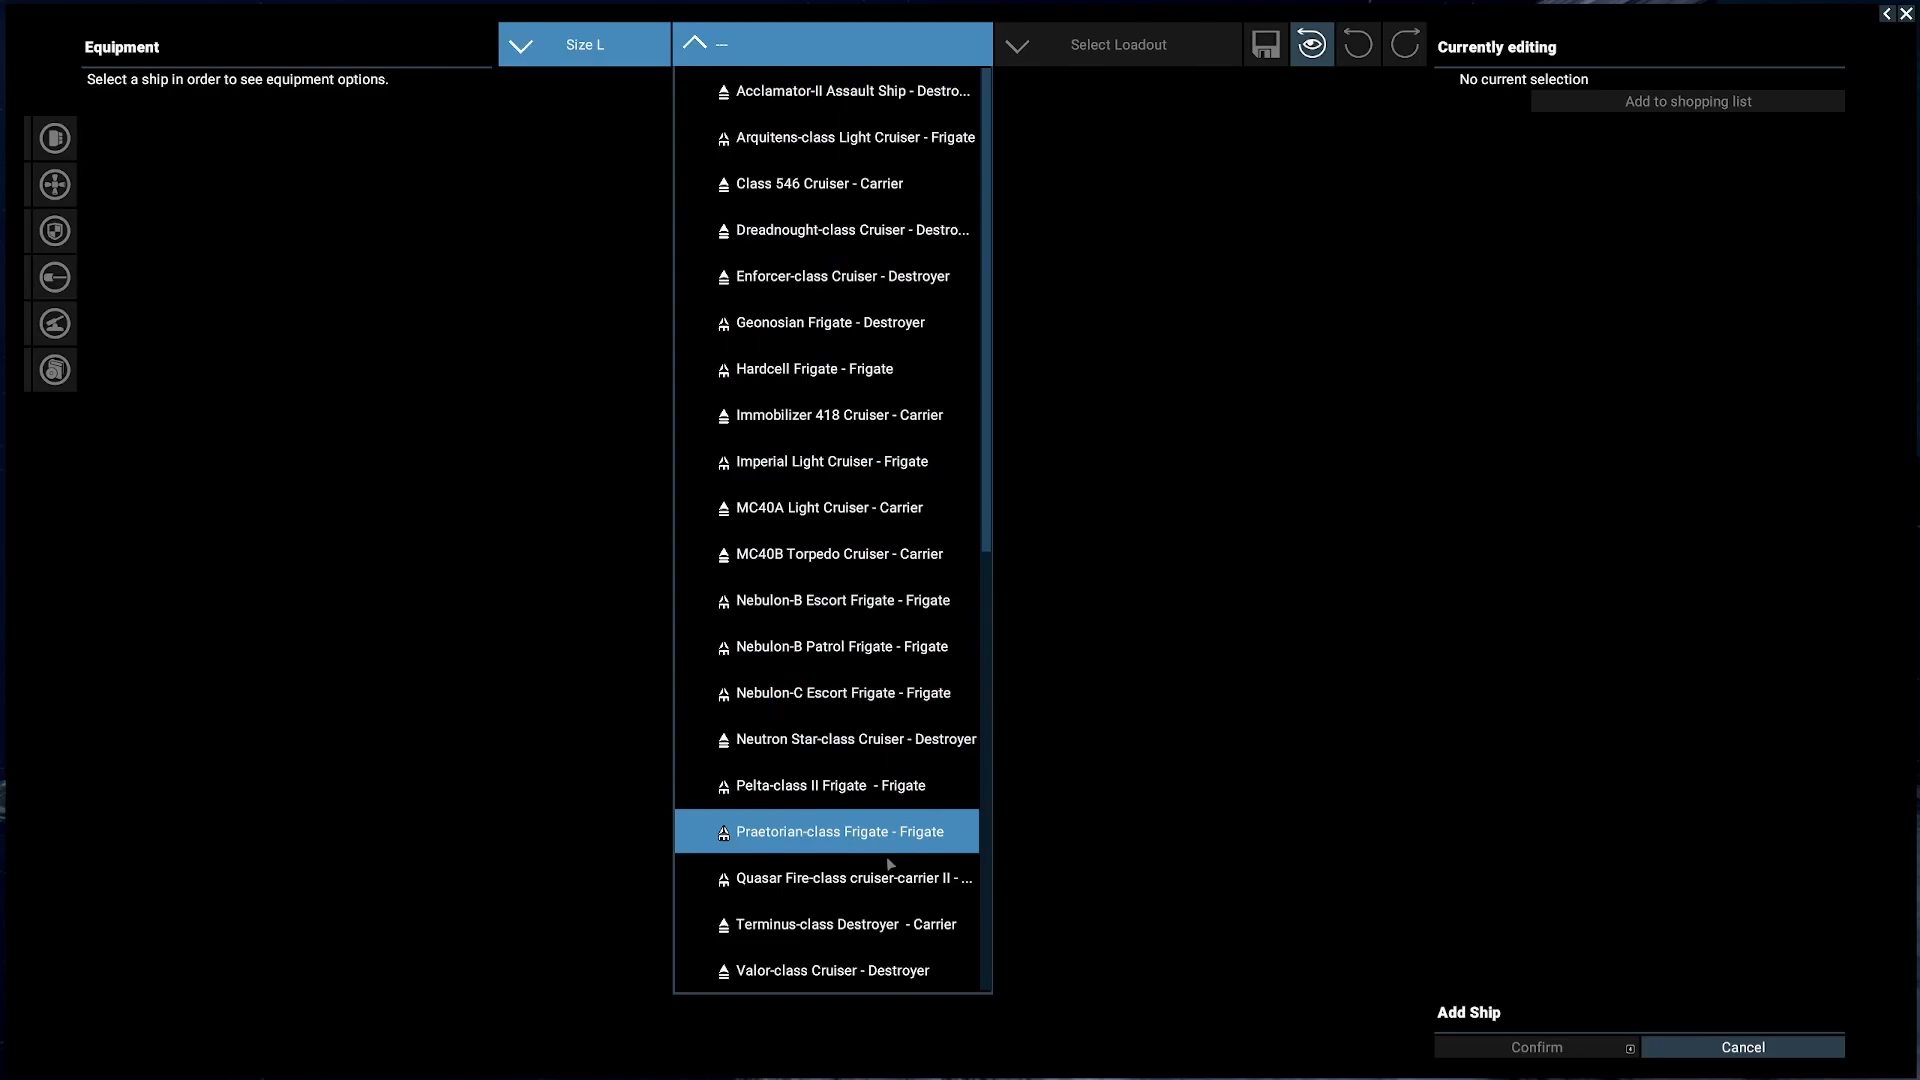 Equipment
Select a ship in order to see equipment options.
Size L
---
Select Loadout
Currently editing
No current selection
Add to shopping list
Acclamator-II Assault Ship - Destro...
Arquitens-class Light Cruiser - Frigate
Class 546 Cruiser - Carrier
Dreadnought-class Cruiser - Destro...
Enforcer-class Cruiser - Destroyer
Geonosian Frigate - Destroyer
Hardcell Frigate - Frigate
Immobilizer 418 Cruiser - Carrier
Imperial Light Cruiser - Frigate
MC40A Light Cruiser - Carrier
MC40B Torpedo Cruiser - Carrier
Nebulon-B Escort Frigate - Frigate
Nebulon-B Patrol Frigate - Frigate
Nebulon-C Escort Frigate - Frigate
Neutron Star-class Cruiser - Destroyer
Pelta-class II Frigate - Frigate
Praetorian-class Frigate - Frigate
Quasar Fire-class cruiser-carrier II - ...
Terminus-class Destroyer - Carrier
Valor-class Cruiser - Destroyer
Add Ship
Confirm
Cancel